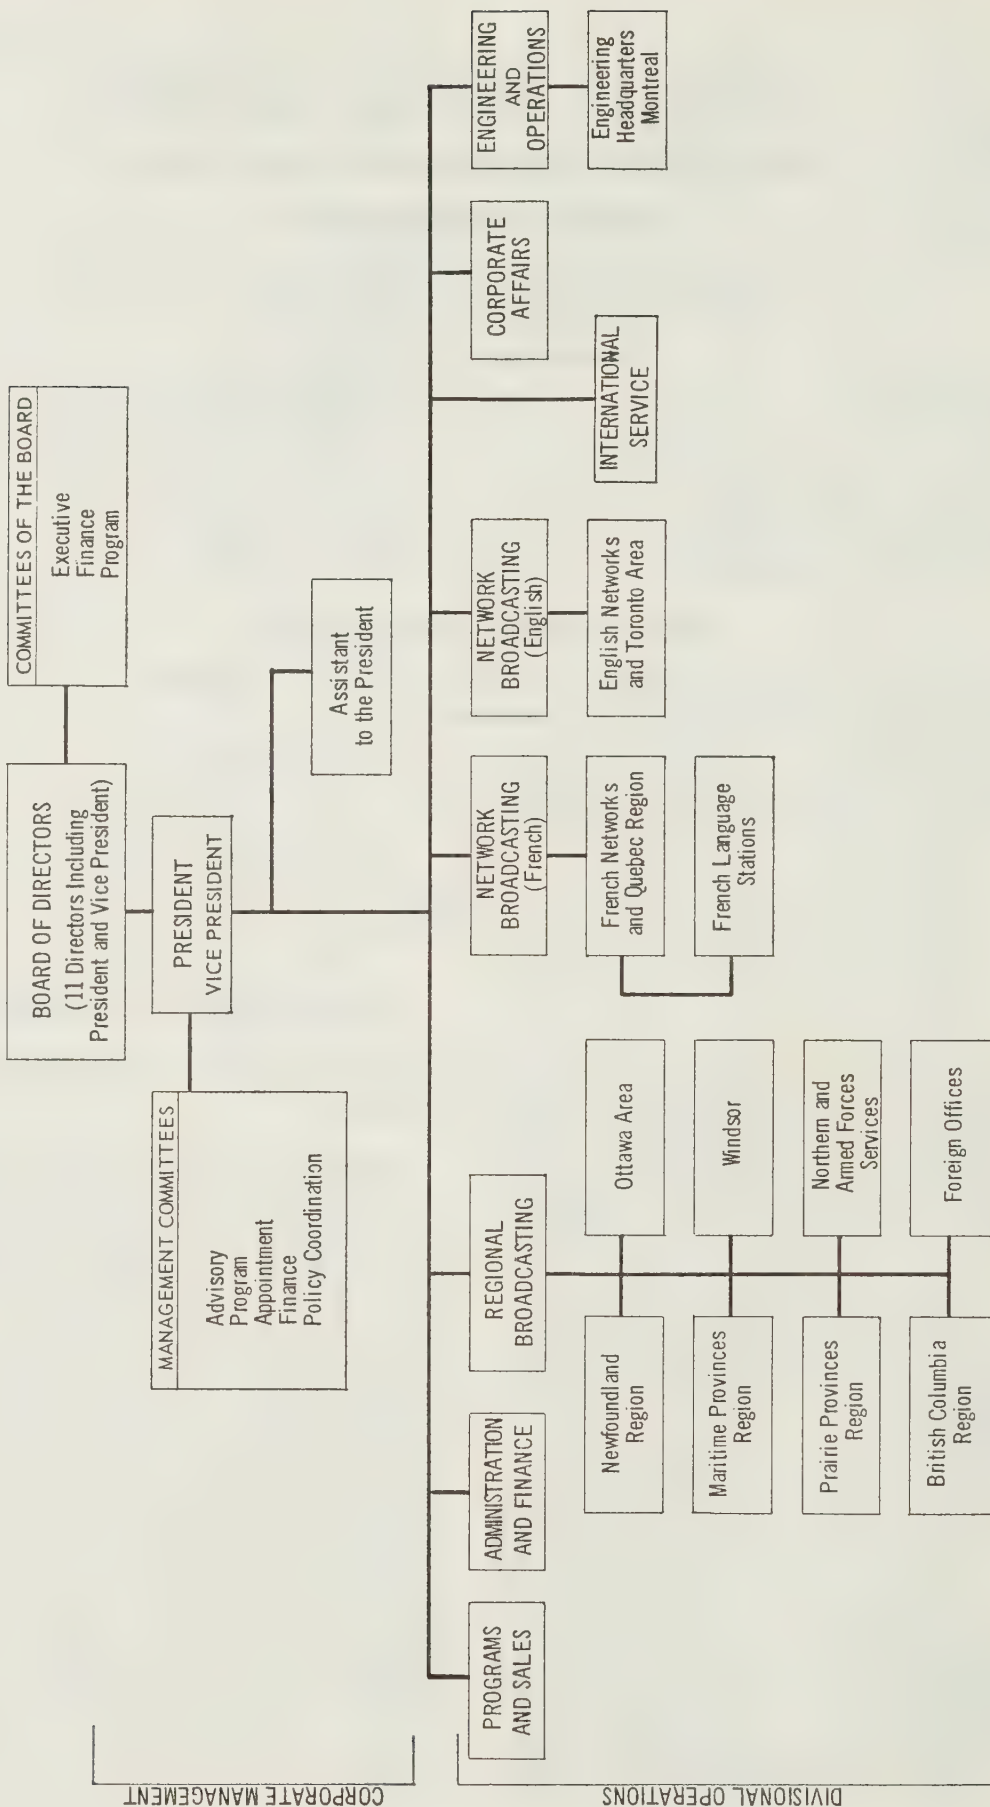 COMMITTEES OF THE BOARD
Executive
Finance
Program
BOARD OF DIRECTORS
(11 Directors Including
President and Vice President)
PRESIDENT
VICE PRESIDENT
MANAGEMENT COMMITTEES
Advisory
Program
Appointment
Finance
Policy Coordination
Assistant
to the President
CORPORATE MANAGEMENT
PROGRAMS
AND SALES
ADMINISTRATION
AND FINANCE
REGIONAL
BROADCASTING
NETWORK
BROADCASTING
(French)
NETWORK
BROADCASTING
(English)
INTERNATIONAL
SERVICE
CORPORATE
AFFAIRS
ENGINEERING
AND
OPERATIONS
Newfoundland
Region
Ottawa Area
Maritime Provinces
Region
Windsor
Prairie Provinces
Region
Northern and
Armed Forces
Services
British Columbia
Region
Foreign Offices
French Networks
and Quebec Region
French Language
Stations
English Networks
and Toronto Area
Engineering
Headquarters
Montreal
DIVISIONAL OPERATIONS